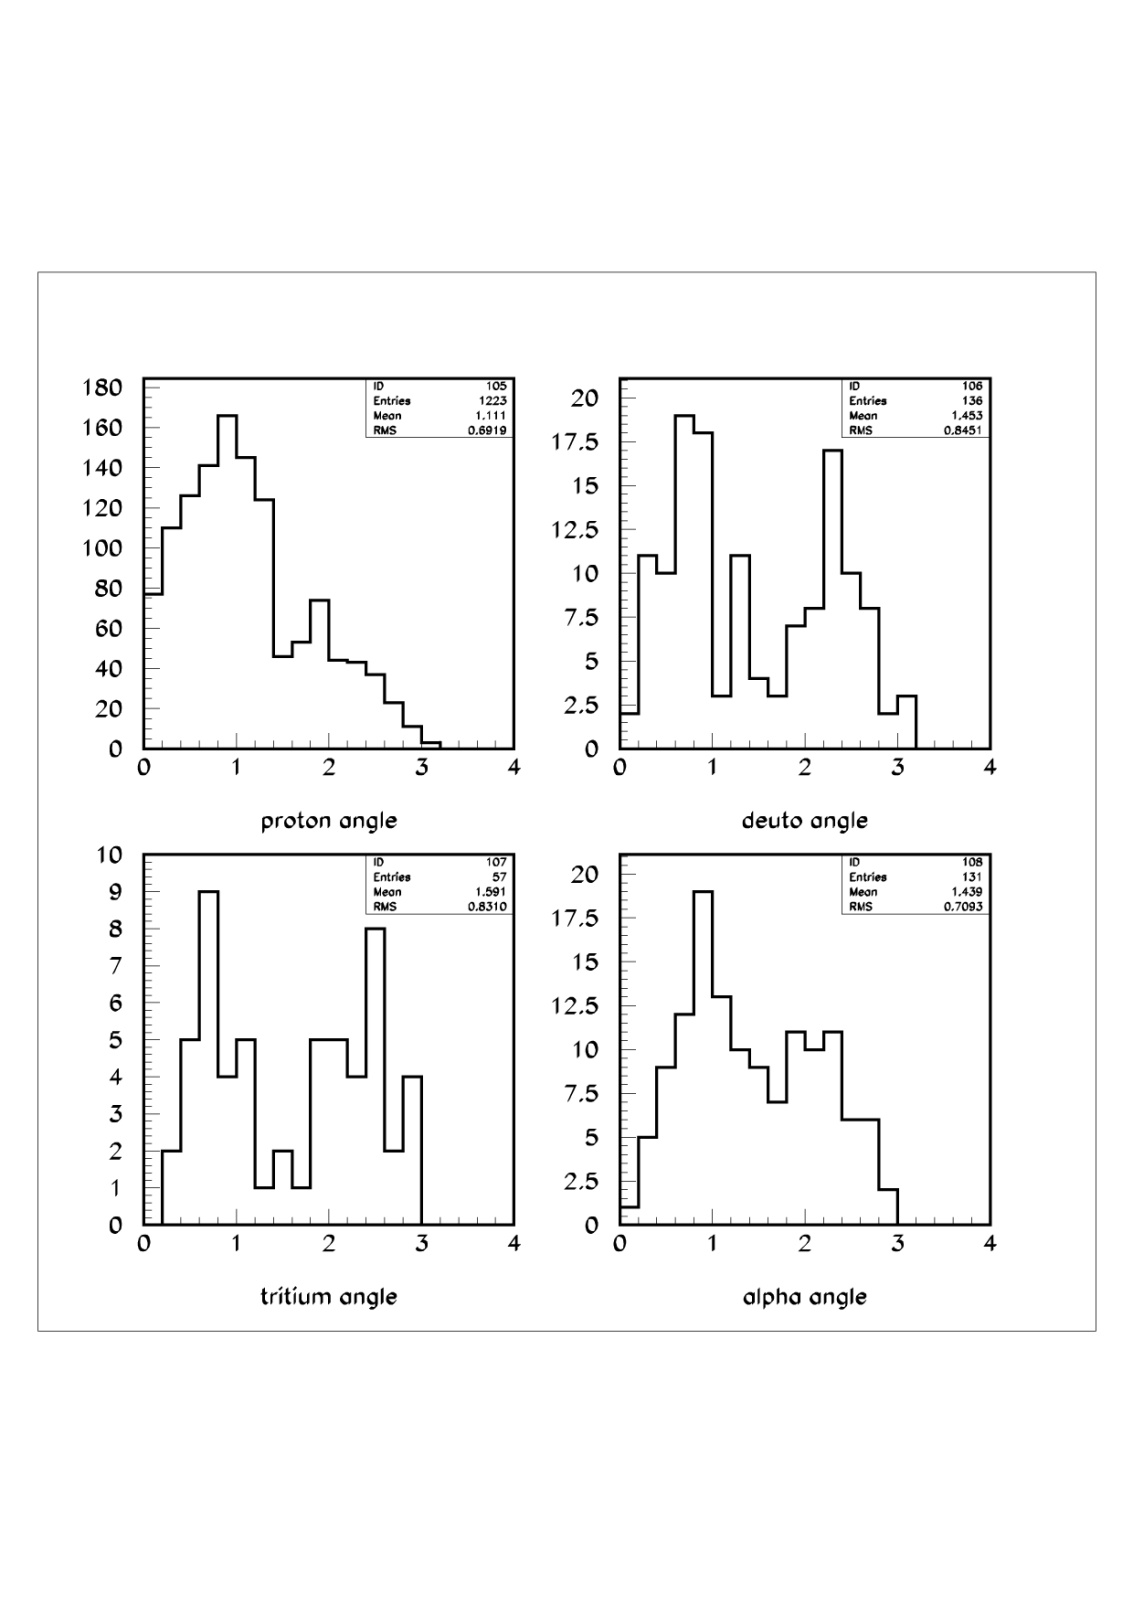 ID 105
Entries 1223
Mean 1.111
RMS 0.6919
180
160
140
120
100
80
60
40
20
0
0 1 2 3 4
proton angle
ID 106
Entries 136
Mean 1.453
RMS 0.8451
20
17.5
15
12.5
10
7.5
5
2.5
0
0 1 2 3 4
deuto angle
ID 107
Entries 57
Mean 1.591
RMS 0.8310
10
9
8
7
6
5
4
3
2
1
0
0 1 2 3 4
tritium angle
ID 108
Entries 131
Mean 1.439
RMS 0.7093
20
17.5
15
12.5
10
7.5
5
2.5
0
0 1 2 3 4
alpha angle